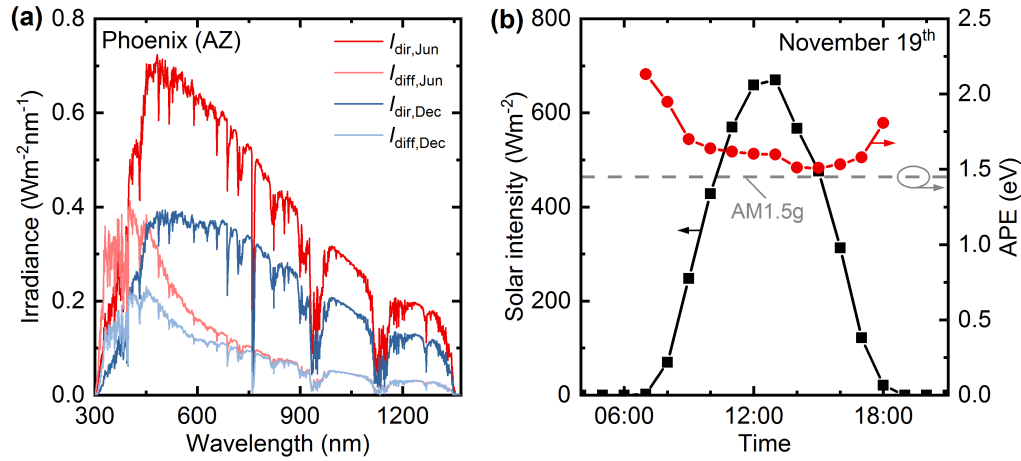 (a)
Phoenix (AZ)
I_dir,Jun
I_diff,Jun
I_dir,Dec
I_diff,Dec
0.8
0.6
0.4
0.2
0.0
Irradiance (Wm⁻²nm⁻¹)
300
600
900
1200
Wavelength (nm)
(b)
November 19ᵗʰ
AM1.5g
800
600
400
200
0
Solar intensity (Wm⁻²)
2.5
2.0
1.5
1.0
0.5
0.0
APE (eV)
06:00
12:00
18:00
Time